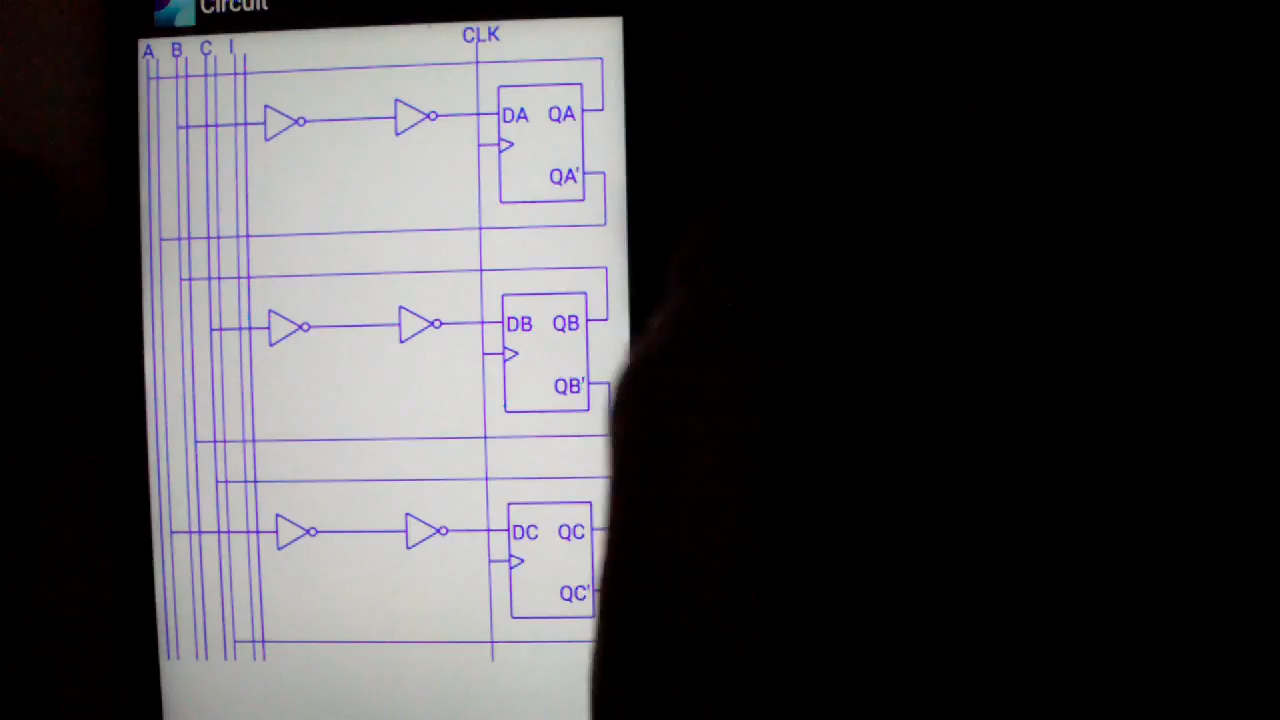 Circuit
A B C I CLK
DA QA
QA'
DB QB
QB'
DC QC
QC'